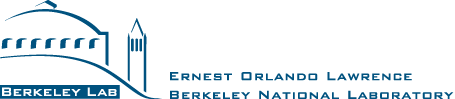 BERKELEY LAB
ERNEST ORLANDO LAWRENCE
BERKELEY NATIONAL LABORATORY